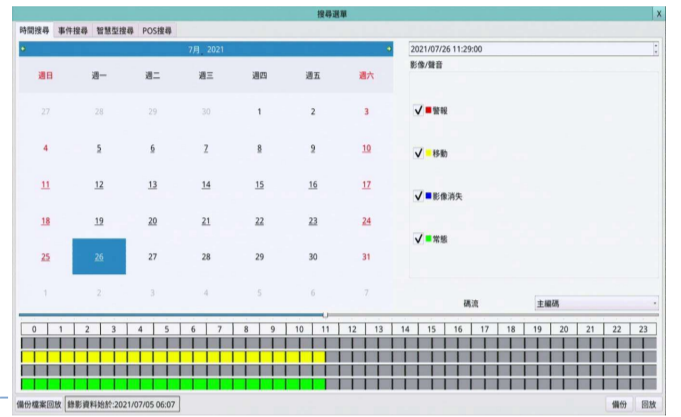 搜尋選單 X
時間搜尋 事件搜尋 智慧型搜尋 POS搜尋
7月 2021
2021/07/26 11:29:00
影像/聲音
週日 週一 週二 週三 週四 週五 週六
27 28 29 30 1 2 3
警報
4 5 6 7 8 9 10
移動
11 12 13 14 15 16 17
影像消失
18 19 20 21 22 23 24
常態
25 26 27 28 29 30 31
1 2 3 4 5 6 7
碼流 主編碼
0 1 2 3 4 5 6 7 8 9 10 11 12 13 14 15 16 17 18 19 20 21 22 23
備份檔案回放 錄影資料始於:2021/07/05 06:07 備份 回放